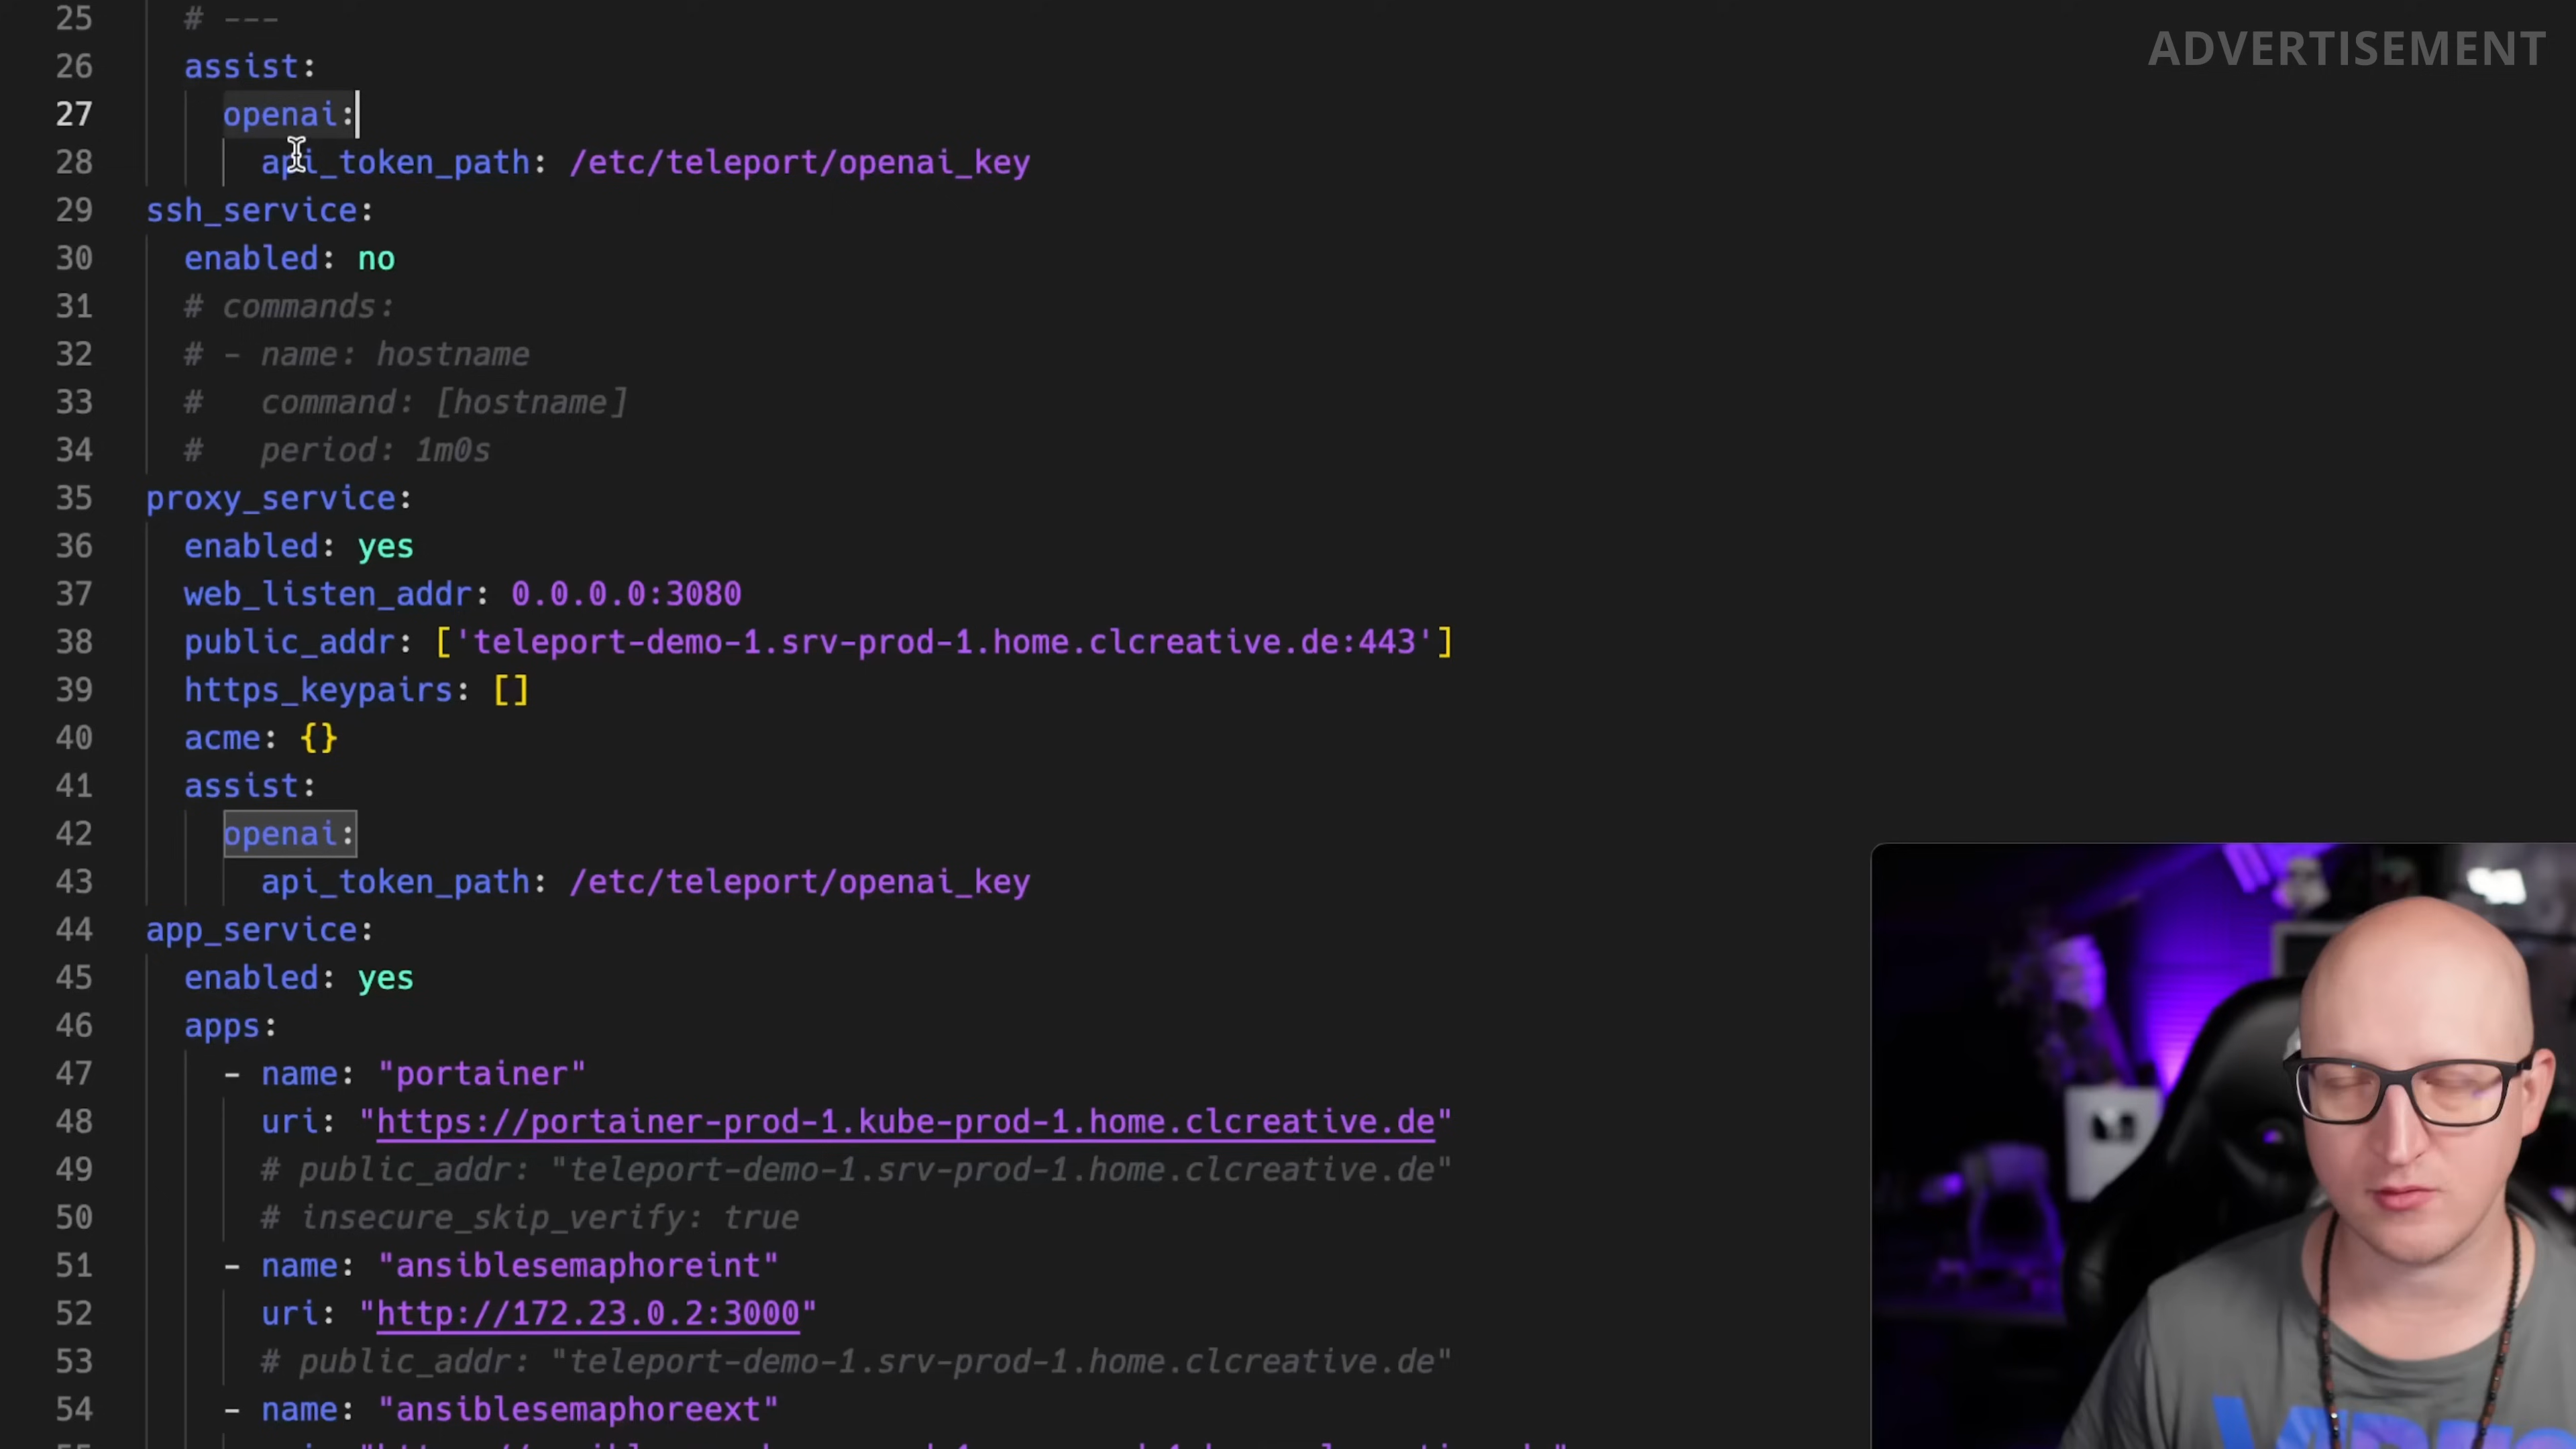 ADVERTISEMENT
25 # ---
26 assist:
27 openai:
28 api_token_path: /etc/teleport/openai_key
29 ssh_service:
30 enabled: no
31 # commands:
32 # - name: hostname
33 # command: [hostname]
34 # period: 1m0s
35 proxy_service:
36 enabled: yes
37 web_listen_addr: 0.0.0.0:3080
38 public_addr: ['teleport-demo-1.srv-prod-1.home.clcreative.de:443']
39 https_keypairs: []
40 acme: {}
41 assist:
42 openai:
43 api_token_path: /etc/teleport/openai_key
44 app_service:
45 enabled: yes
46 apps:
47 - name: "portainer"
48 uri: "https://portainer-prod-1.kube-prod-1.home.clcreative.de"
49 # public_addr: "teleport-demo-1.srv-prod-1.home.clcreative.de"
50 # insecure_skip_verify: true
51 - name: "ansiblesemaphoreint"
52 uri: "http://172.23.0.2:3000"
53 # public_addr: "teleport-demo-1.srv-prod-1.home.clcreative.de"
54 - name: "ansiblesemaphoreext"